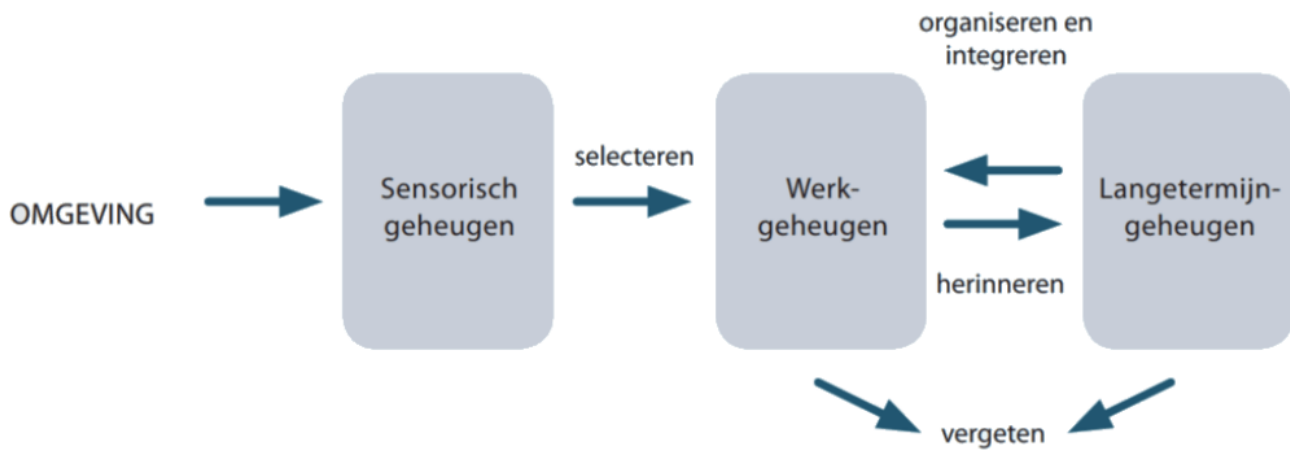 OMGEVING
Sensorisch
geheugen
selecteren
Werk-
geheugen
organiseren en
integreren
herinneren
Langetermijn-
geheugen
vergeten